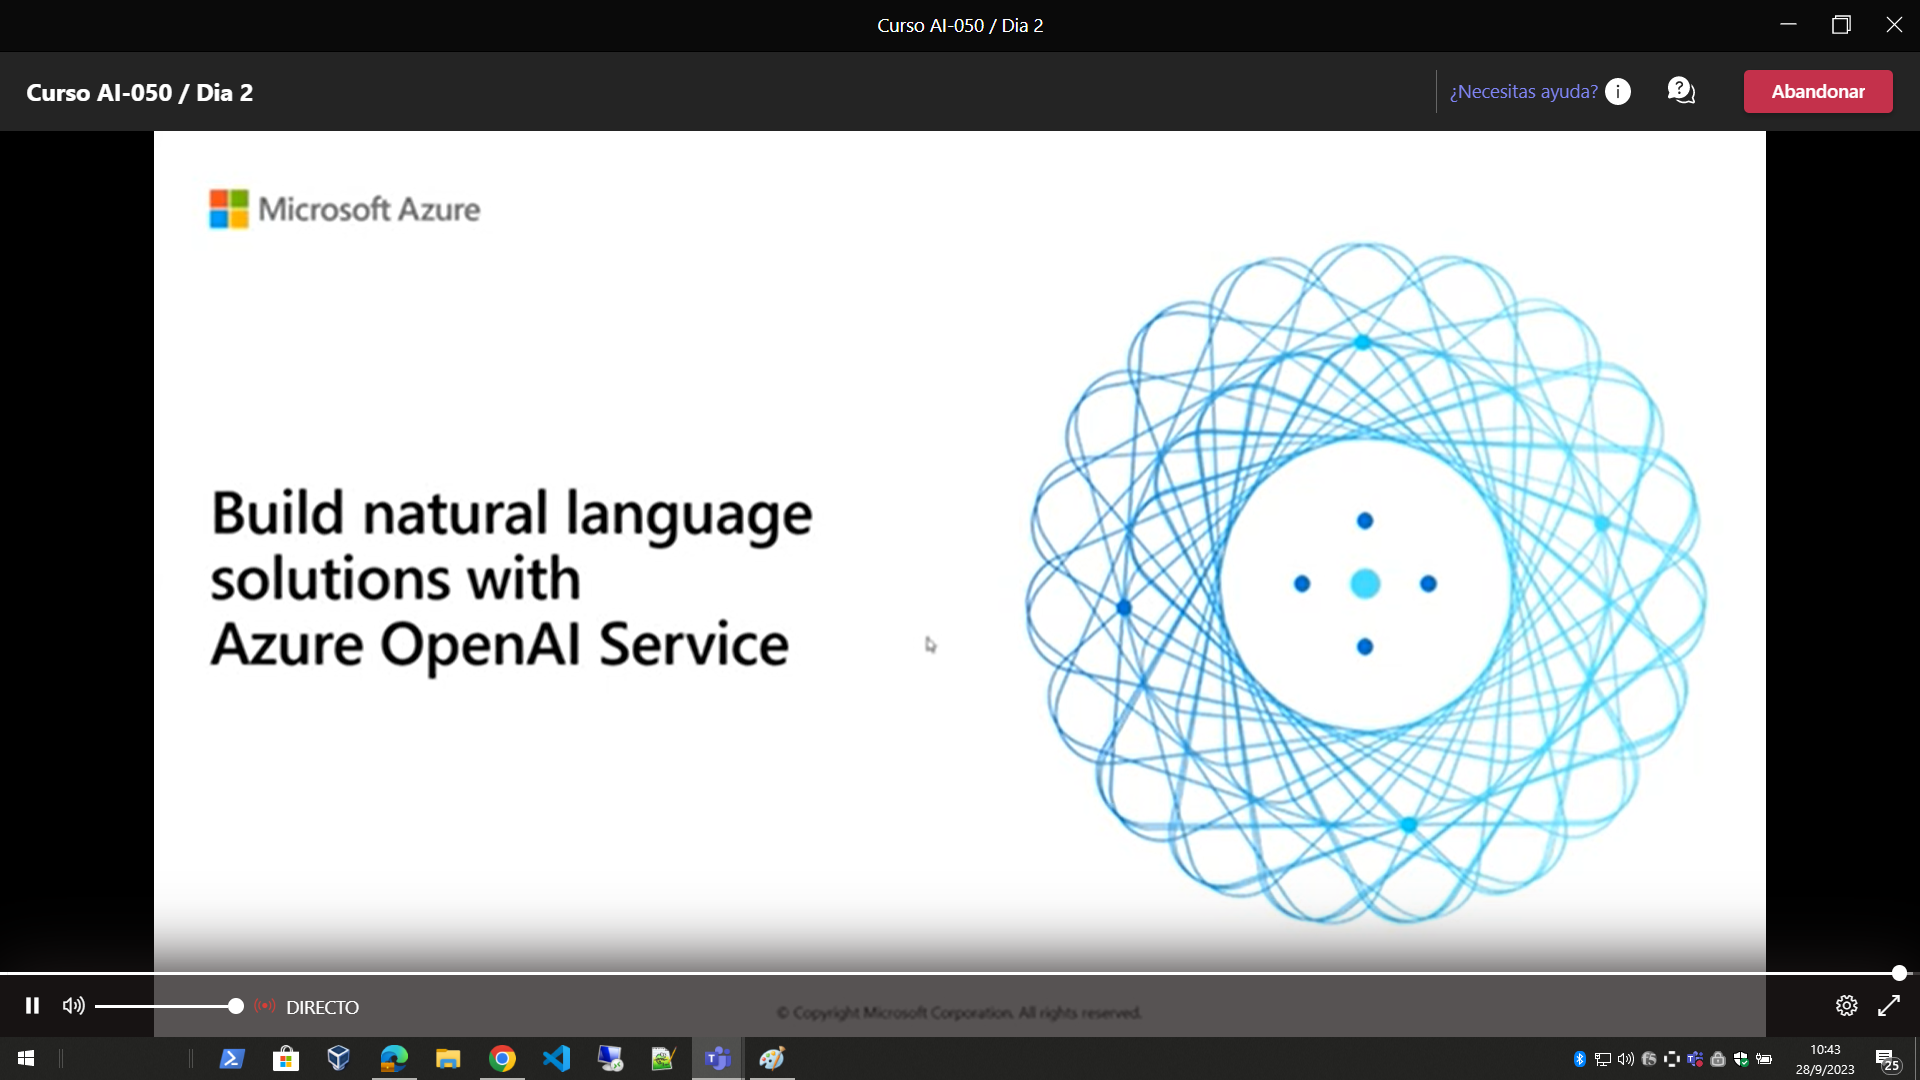 Curso AI-050 / Dia 2
Curso AI-050 / Dia 2
¿Necesitas ayuda?
Abandonar
Microsoft Azure
Build natural language
solutions with
Azure OpenAI Service
DIRECTO
© Copyright Microsoft Corporation. All rights reserved.
10:43
28/9/2023
25